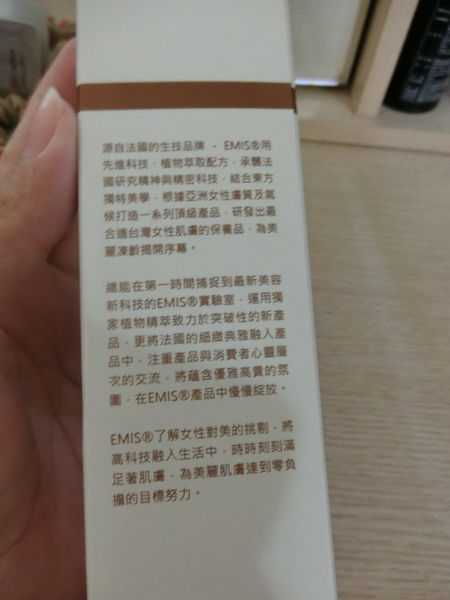 源自法國的生技品牌 - EMIS®用
先進科技，植物萃取配方，承襲法
國研究精神與精密科技，結合東方
獨特美學，根據亞洲女性膚質及氣
候打造一系列頂級產品，研發出最
合適台灣女性肌膚的保養品，為美
麗凍齡揭開序幕。
總能在第一時間捕捉到最新美容
新科技的EMIS®實驗室，運用獨
家植物精萃致力於突破性的新產
品，更將法國的細緻典雅融入產
品中，注重產品與消費者心靈層
次的交流，將蘊含優雅高貴的氛
圍，在EMIS®產品中慢慢綻放。
EMIS®了解女性對美的挑剔，將
高科技融入生活中，時時刻刻滿
足著肌膚，為美麗肌膚達到零負
擔的目標努力。